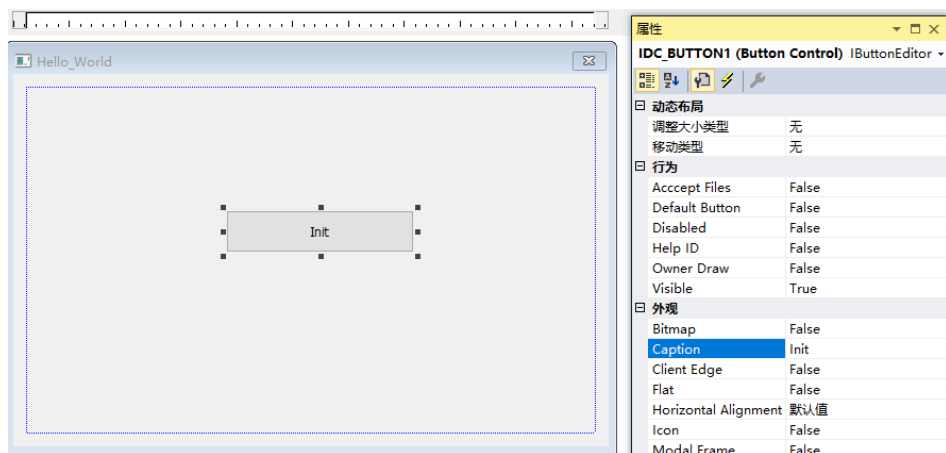 Hello_World
Init
属性
IDC_BUTTON1 (Button Control) IButtonEditor
动态布局
调整大小类型 无
移动类型 无
行为
Acccept Files False
Default Button False
Disabled False
Help ID False
Owner Draw False
Visible True
外观
Bitmap False
Caption Init
Client Edge False
Flat False
Horizontal Alignment 默认值
Icon False
Modal Frame False